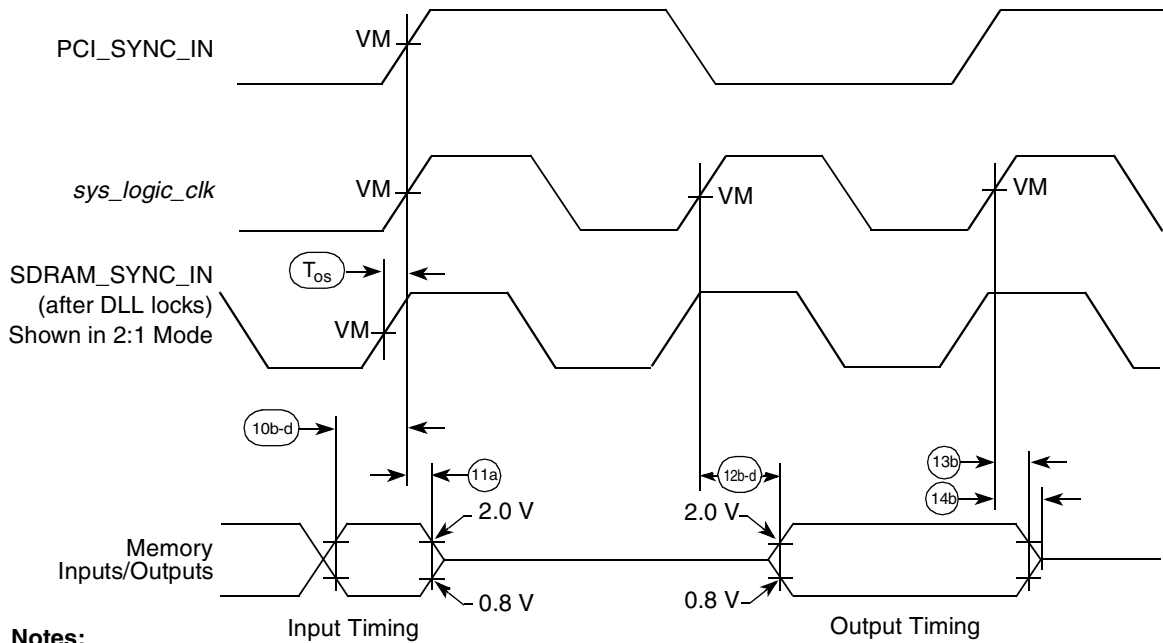 PCI_SYNC_IN
VM
sys_logic_clk
VM
VM
VM
Tos
SDRAM_SYNC_IN
(after DLL locks)
Shown in 2:1 Mode
VM
10b-d
11a
12b-d
13b
14b
2.0 V
2.0 V
Memory
Inputs/Outputs
0.8 V
0.8 V
Notes:
Input Timing
Output Timing